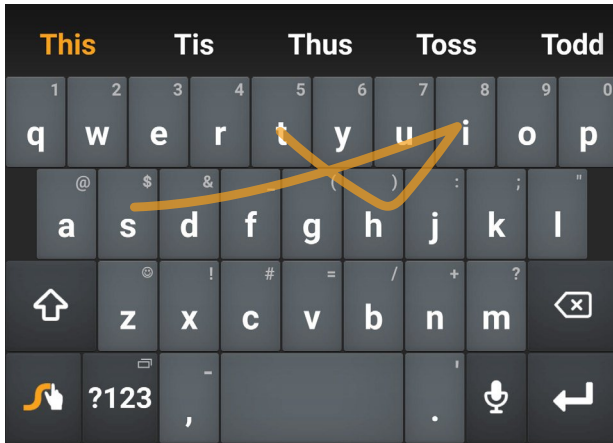 This Tis Thus Toss Todd
1 2 3 4 5 6 7 8 9 0
q w e r t y u i o p
@ $ & _ ( ) : ; "
a s d f g h j k l
☺ ! # = / + ?
z x c v b n m
?123 _ , ' .